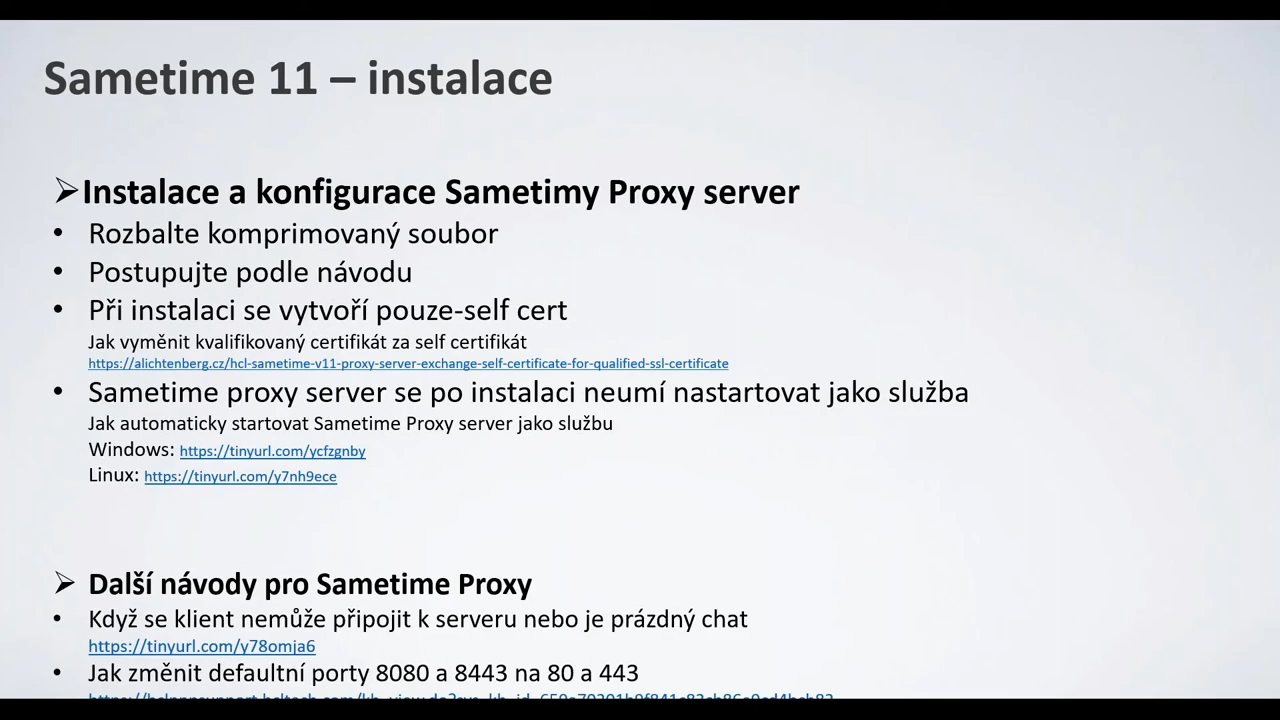 Sametime 11 – instalace
➢Instalace a konfigurace Sametimy Proxy server
• Rozbalte komprimovaný soubor
• Postupujte podle návodu
• Při instalaci se vytvoří pouze-self cert
Jak vyměnit kvalifikovaný certifikát za self certifikát
https://alichtenberg.cz/hcl-sametime-v11-proxy-server-exchange-self-certificate-for-qualified-ssl-certificate
• Sametime proxy server se po instalaci neumí nastartovat jako služba
Jak automaticky startovat Sametime Proxy server jako službu
Windows: https://tinyurl.com/ycfzgnby
Linux: https://tinyurl.com/y7nh9ece
➢ Další návody pro Sametime Proxy
• Když se klient nemůže připojit k serveru nebo je prázdný chat
https://tinyurl.com/y78omja6
• Jak změnit defaultní porty 8080 a 8443 na 80 a 443